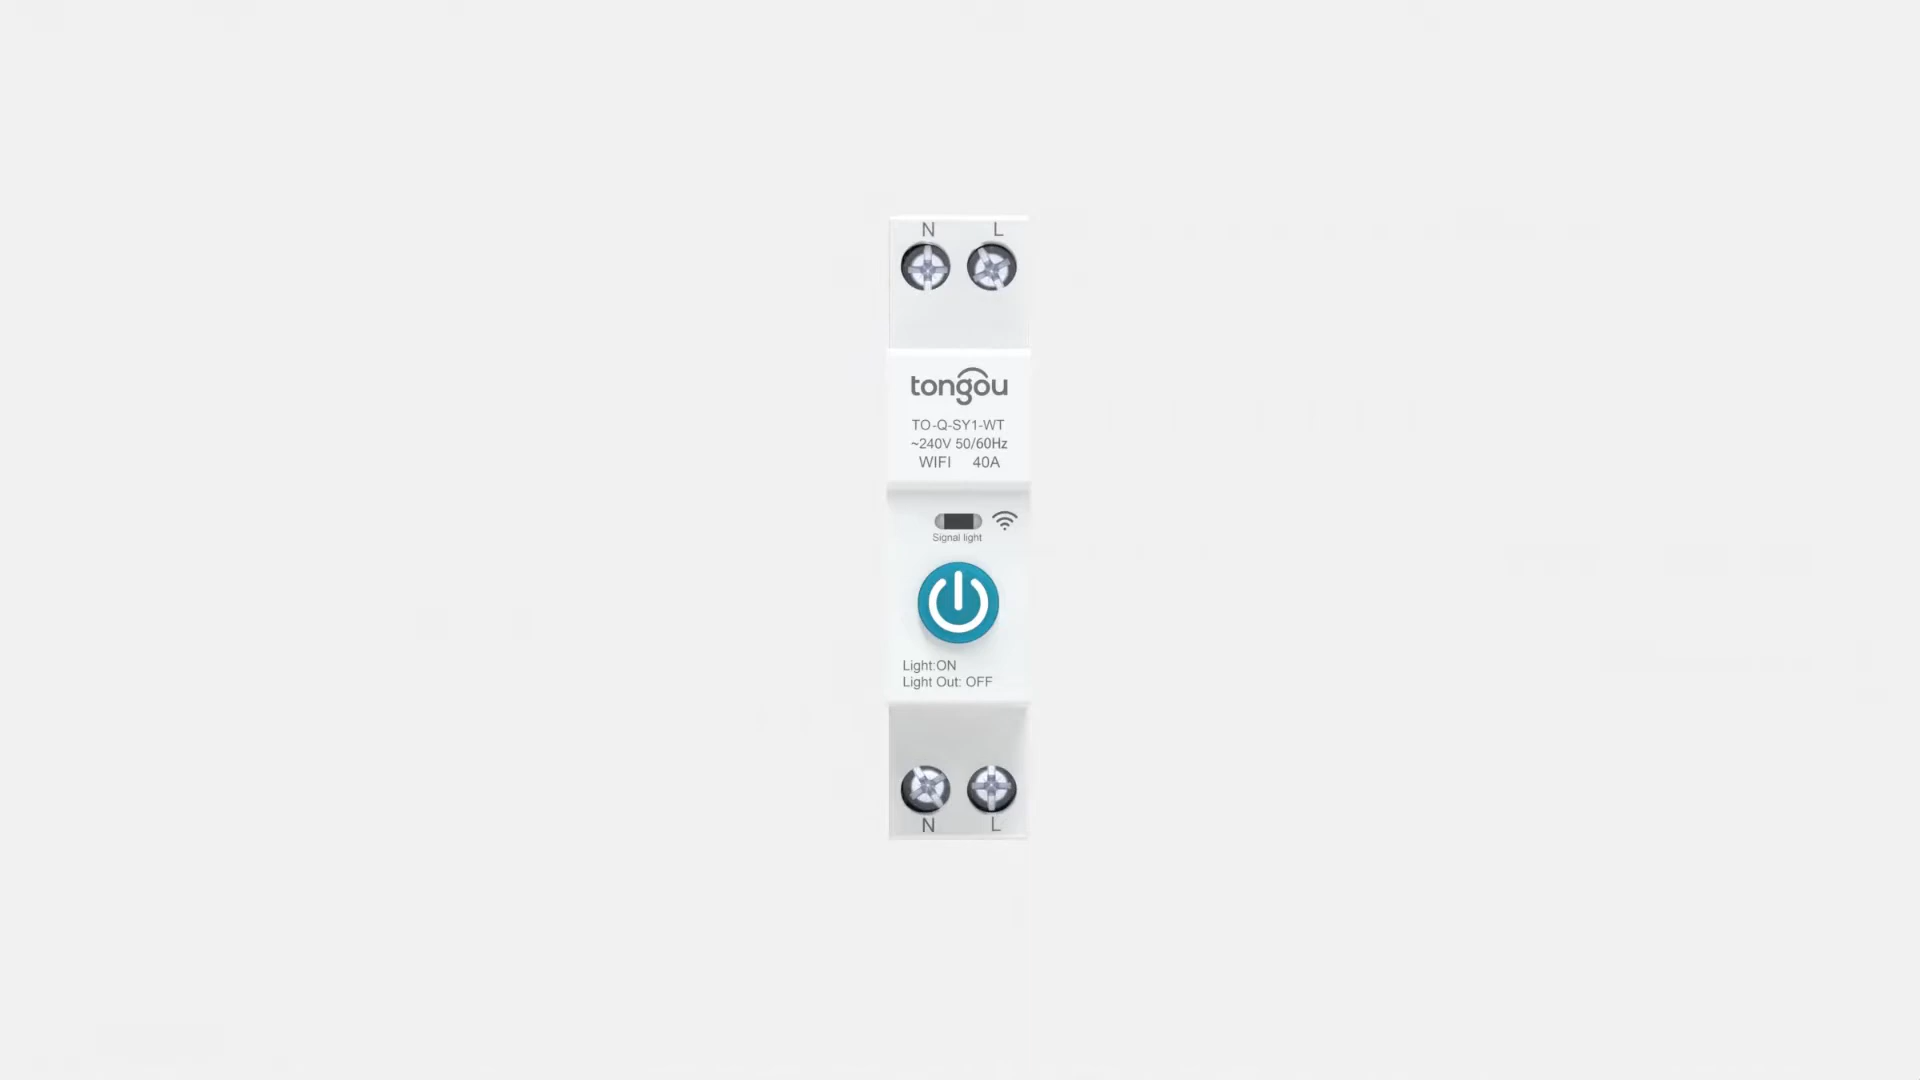 N L
tongou
TO-Q-SY1-WT
~240V 50/60Hz
WIFI 40A
Signal light
Light:ON
Light Out: OFF
N L